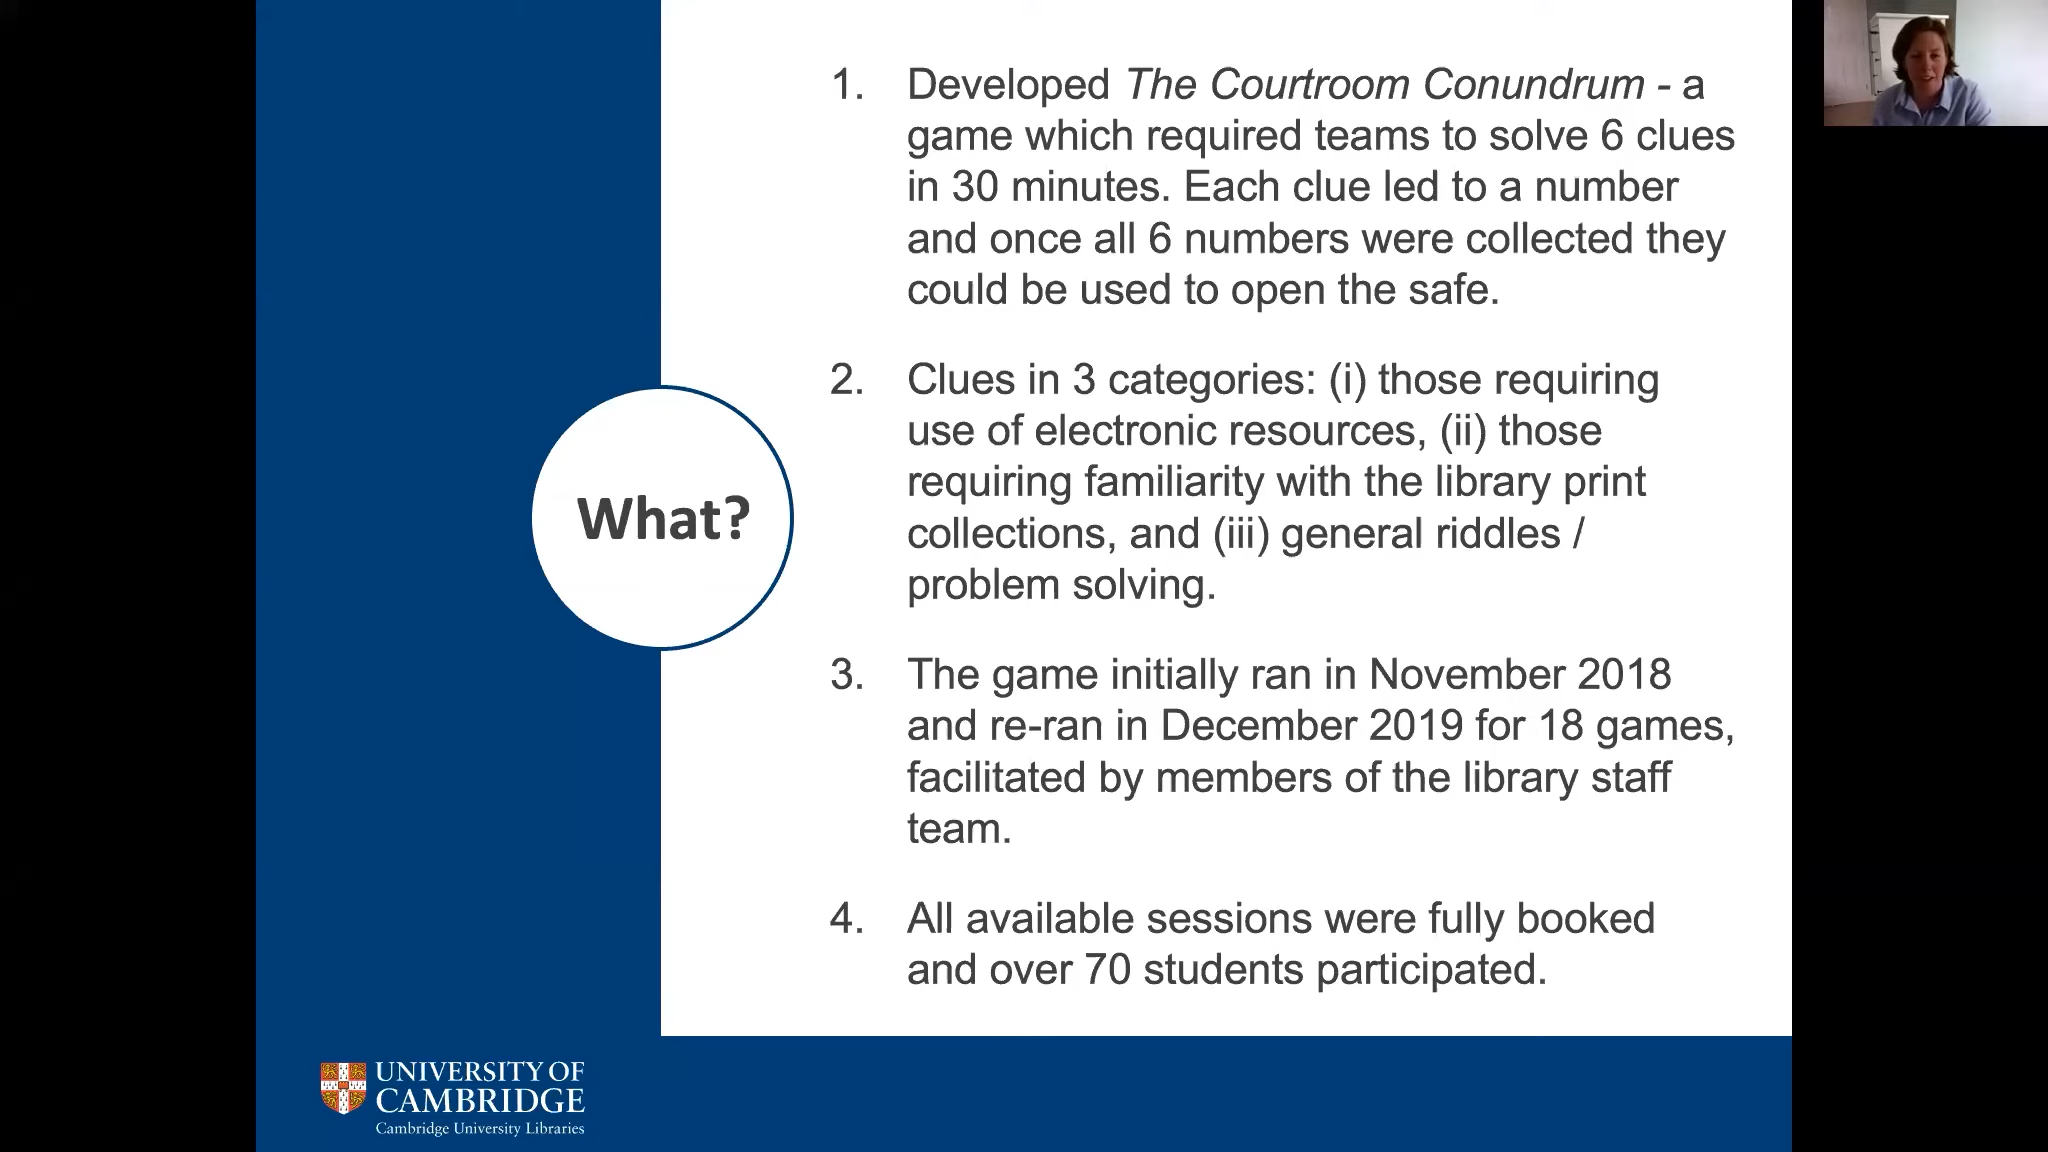 What?
1. Developed The Courtroom Conundrum - a
game which required teams to solve 6 clues
in 30 minutes. Each clue led to a number
and once all 6 numbers were collected they
could be used to open the safe.
2. Clues in 3 categories: (i) those requiring
use of electronic resources, (ii) those
requiring familiarity with the library print
collections, and (iii) general riddles /
problem solving.
3. The game initially ran in November 2018
and re-ran in December 2019 for 18 games,
facilitated by members of the library staff
team.
4. All available sessions were fully booked
and over 70 students participated.
UNIVERSITY OF
CAMBRIDGE
Cambridge University Libraries